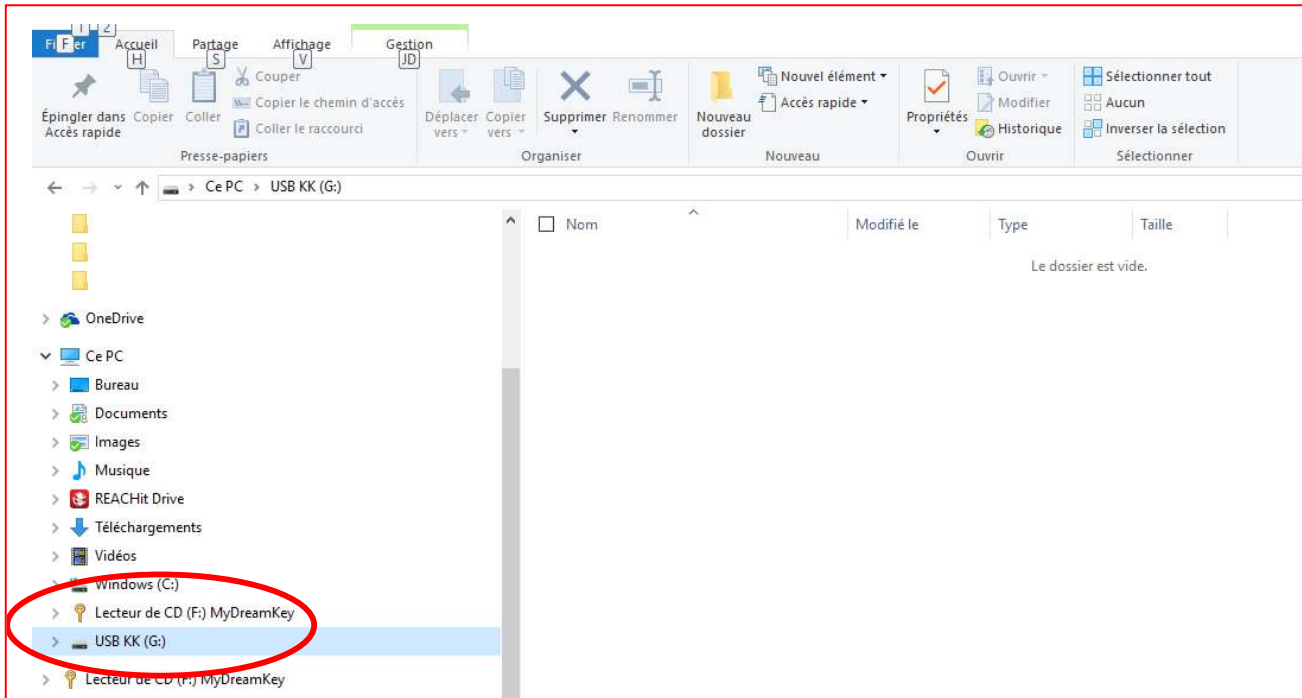 1 2
Fi F er Accueil Partage Affichage Gestion
H S V JD
Épingler dans Accès rapide
Copier
Coller
Couper
Copier le chemin d'accès
Coller le raccourci
Presse-papiers
Déplacer vers
Copier vers
Supprimer
Renommer
Organiser
Nouveau dossier
Nouvel élément
Accès rapide
Nouveau
Propriétés
Ouvrir
Modifier
Historique
Ouvrir
Sélectionner tout
Aucun
Inverser la sélection
Sélectionner
Ce PC > USB KK (G:)
Nom Modifié le Type Taille
Le dossier est vide.
OneDrive
Ce PC
Bureau
Documents
Images
Musique
REACHit Drive
Téléchargements
Vidéos
Windows (C:)
Lecteur de CD (F:) MyDreamKey
USB KK (G:)
Lecteur de CD (F:) MyDreamKey